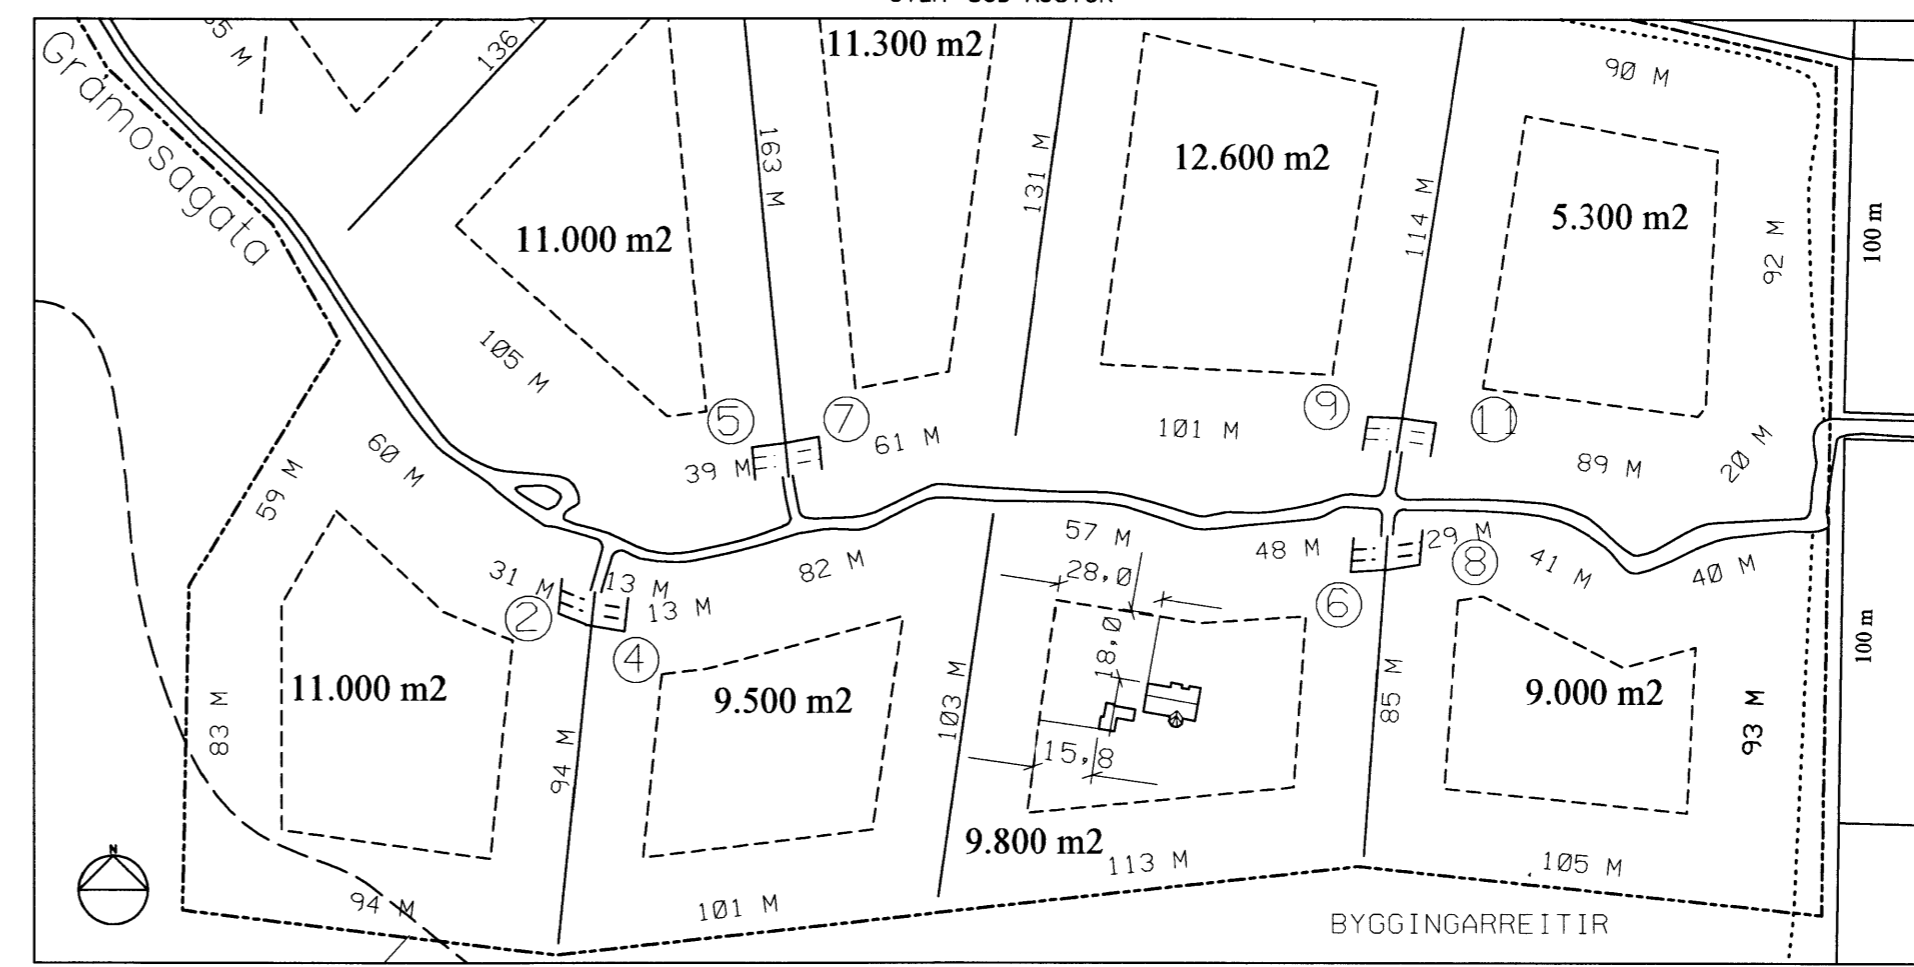 Grámosagata
136
11.300 m2
90 M
163 M
131 M
12.600 m2
114 M
5.300 m2
92 M
100 m
11.000 m2
105 M
5
7
9
11
39 M
61 M
101 M
89 M
20 M
60 M
59 M
57 M
48 M
29 M
41 M
40 M
82 M
31 M
13 M
13 M
28,0
2
4
6
8
18,0
11.000 m2
9.500 m2
9.000 m2
100 m
83 M
94 M
103 M
85 M
93 M
15,8
9.800 m2
113 M
105 M
N
94 M
101 M
BYGGINGARREITIR